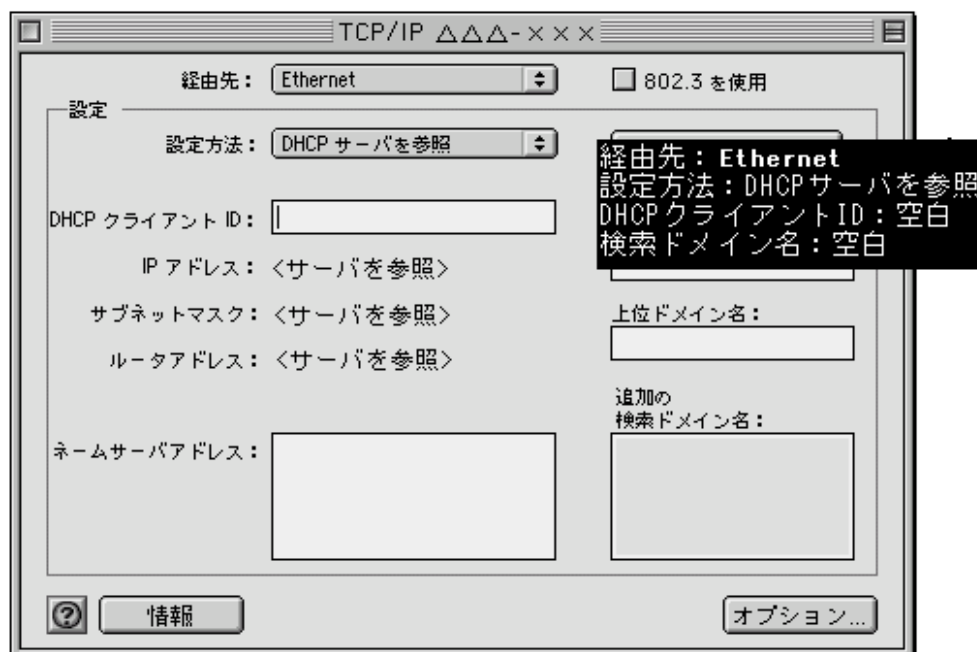 TCP/IP △△△-×××
経由先： Ethernet
802.3 を使用
設定
設定方法： DHCP サーバを参照
経由先：Ethernet
設定方法：DHCPサーバを参照
DHCPクライアントID：空白
検索ドメイン名：空白
DHCP クライアント ID：
IP アドレス： <サーバを参照>
サブネットマスク： <サーバを参照>
上位ドメイン名：
ルータアドレス： <サーバを参照>
追加の
検索ドメイン名：
ネームサーバアドレス：
情報
オプション...